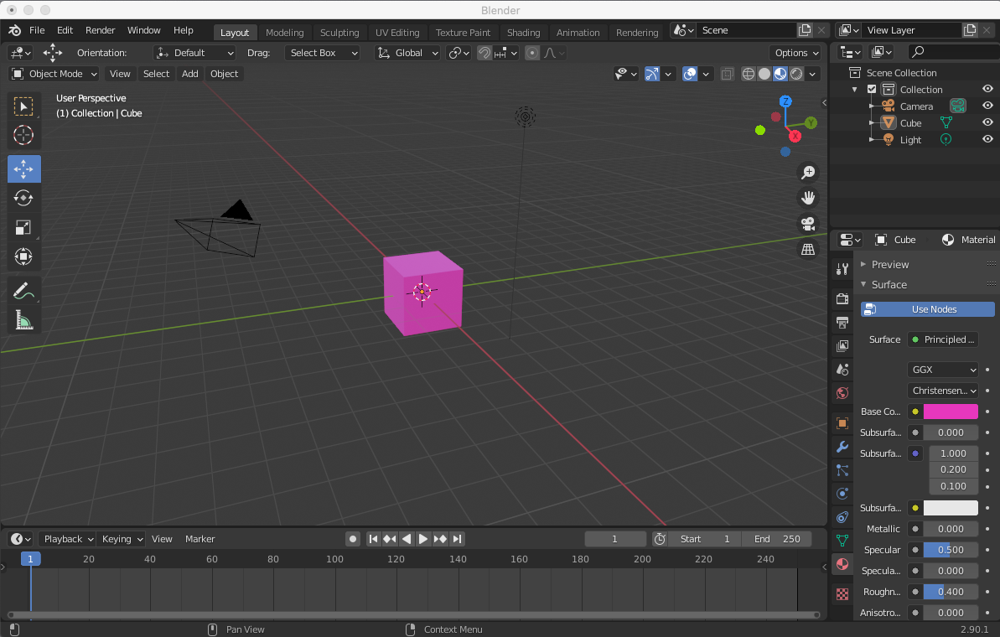 Blender
File Edit Render Window Help Layout Modeling Sculpting UV Editing Texture Paint Shading Animation Rendering Scene View Layer
Orientation: Default Drag: Select Box Global Options
Object Mode View Select Add Object
User Perspective
(1) Collection | Cube
Z
Y
X
Scene Collection
Collection
Camera
Cube
Light
Cube Material
Preview
Surface
Use Nodes
Surface Principled ...
GGX
Christensen...
Base Co...
Subsurfa... 0.000
Subsurfa... 1.000
0.200
0.100
Subsurfa...
Metallic 0.000
Specular 0.500
Specula... 0.000
Roughn... 0.400
Anisotro... 0.000
Playback Keying View Marker 1 Start 1 End 250
1 20 40 60 80 100 120 140 160 180 200 220 240
Pan View Context Menu 2.90.1